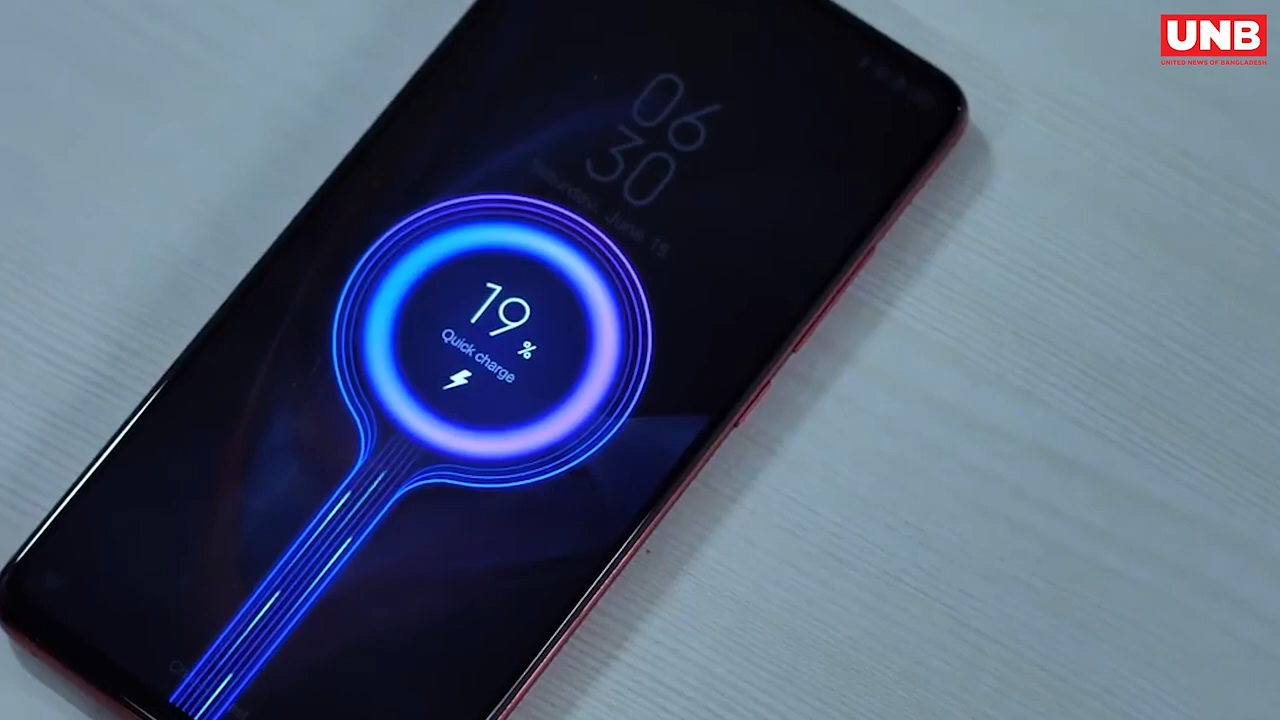 UNB
UNITED NEWS OF BANGLADESH
06
30
Saturday, June 18
19%
Quick charge